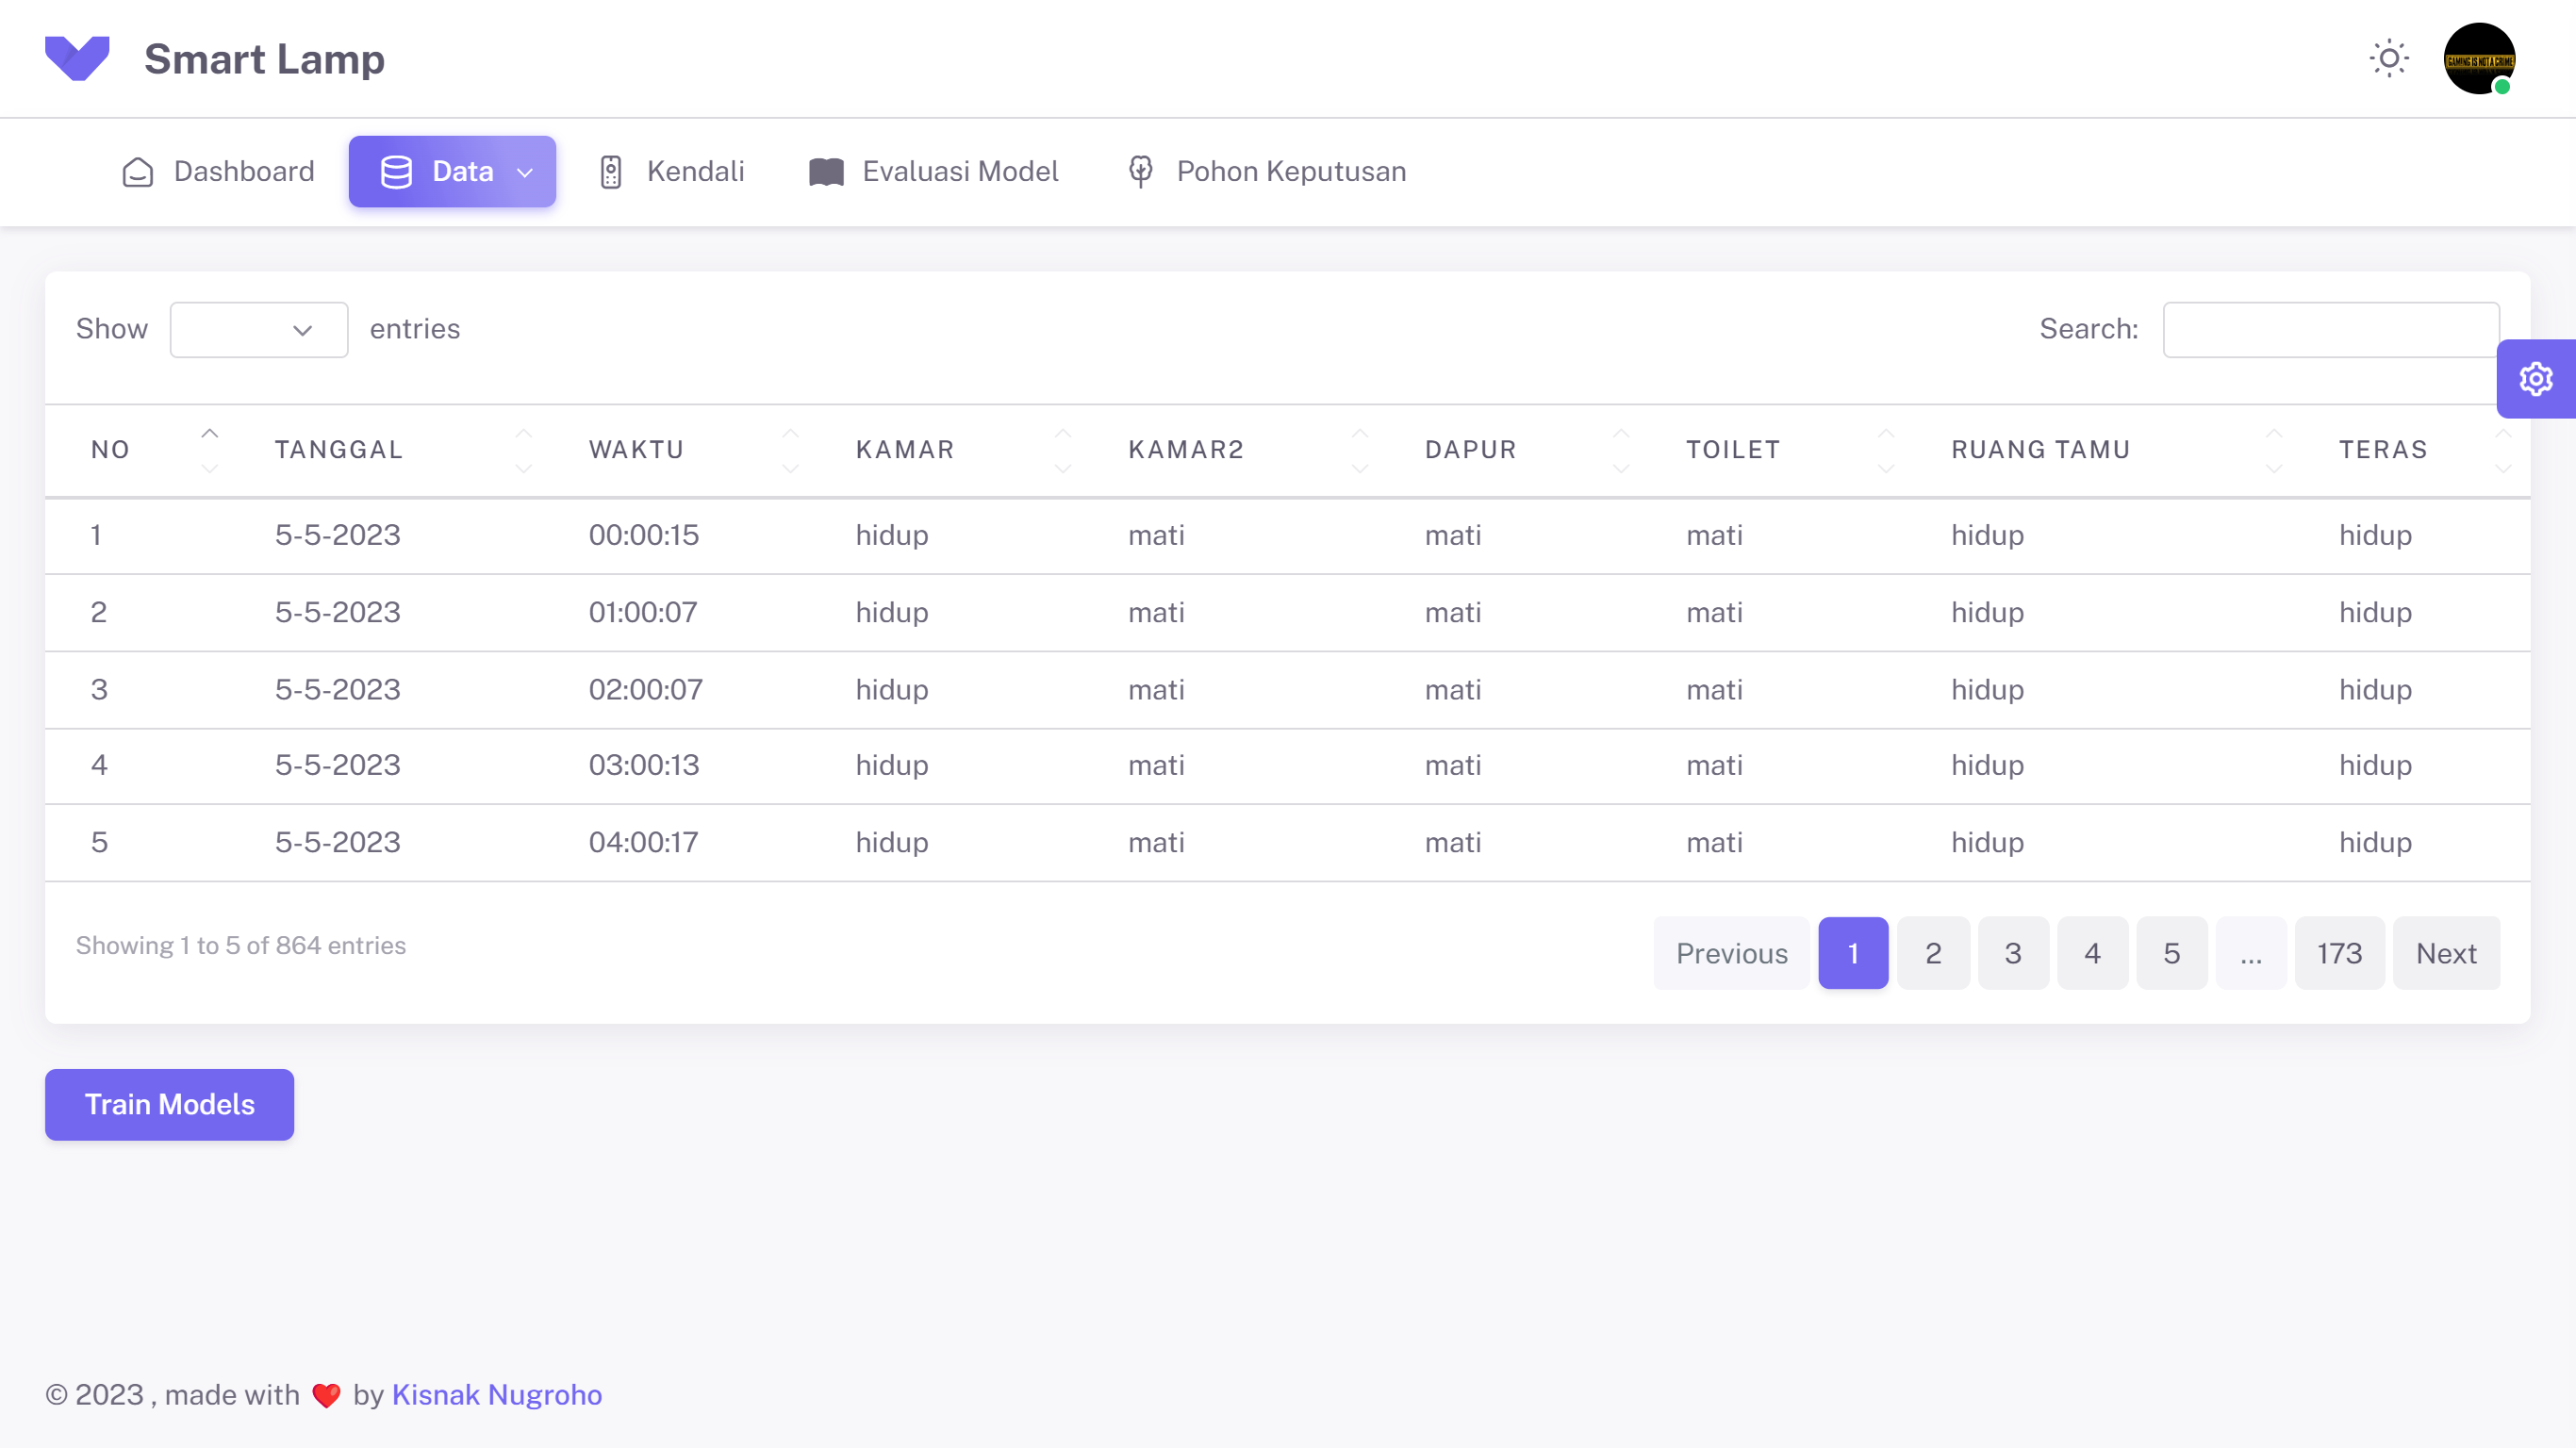 Smart Lamp
GAMING IS NOT A CRIME
Dashboard Data Kendali Evaluasi Model Pohon Keputusan
Show entries Search:
NO TANGGAL WAKTU KAMAR KAMAR2 DAPUR TOILET RUANG TAMU TERAS
1 5-5-2023 00:00:15 hidup mati mati mati hidup hidup
2 5-5-2023 01:00:07 hidup mati mati mati hidup hidup
3 5-5-2023 02:00:07 hidup mati mati mati hidup hidup
4 5-5-2023 03:00:13 hidup mati mati mati hidup hidup
5 5-5-2023 04:00:17 hidup mati mati mati hidup hidup
Showing 1 to 5 of 864 entries Previous 1 2 3 4 5 ... 173 Next
Train Models
© 2023 , made with ❤️ by Kisnak Nugroho